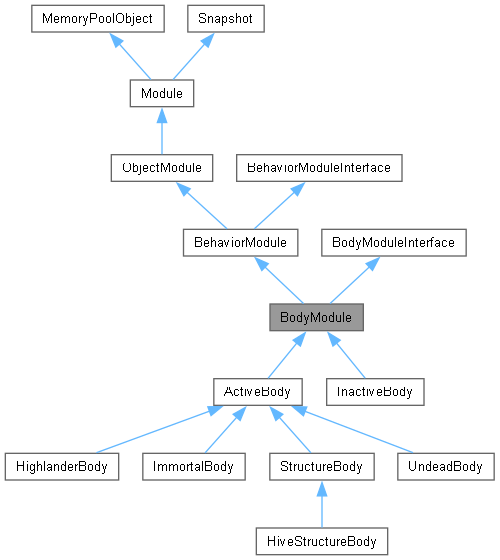 MemoryPoolObject
Snapshot
Module
ObjectModule
BehaviorModuleInterface
BehaviorModule
BodyModuleInterface
BodyModule
ActiveBody
InactiveBody
HighlanderBody
ImmortalBody
StructureBody
UndeadBody
HiveStructureBody